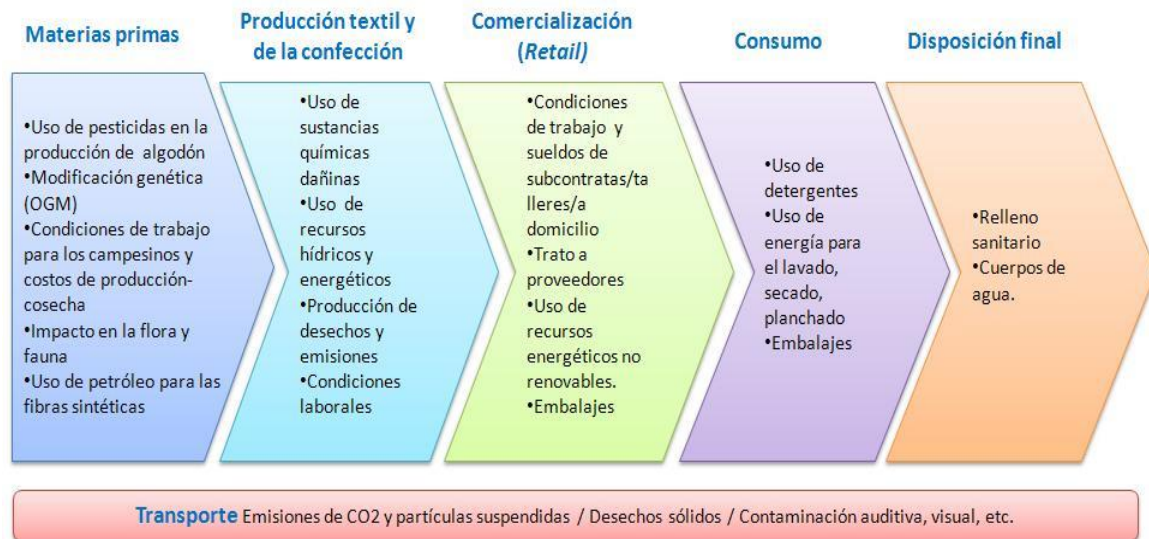 Materias primas
•Uso de pesticidas en la
producción de algodón
•Modificación genética
(OGM)
•Condiciones de trabajo
para los campesinos y
costos de producción-
cosecha
•Impacto en la flora y
fauna
•Uso de petróleo para las
fibras sintéticas
Producción textil y
de la confección
•Uso de
sustancias
químicas
dañinas
•Uso de
recursos
hídricos y
energéticos
•Producción de
desechos y
emisiones
•Condiciones
laborales
Comercialización
(Retail)
•Condiciones
de trabajo y
sueldos de
subcontratas/ta
lleres/a
domicilio
•Trato a
proveedores
•Uso de
recursos
energéticos no
renovables.
•Embalajes
Consumo
•Uso de
detergentes
•Uso de
energía para
el lavado,
secado,
planchado
•Embalajes
Disposición final
•Relleno
sanitario
•Cuerpos de
agua.
Transporte Emisiones de CO2 y partículas suspendidas / Desechos sólidos / Contaminación auditiva, visual, etc.